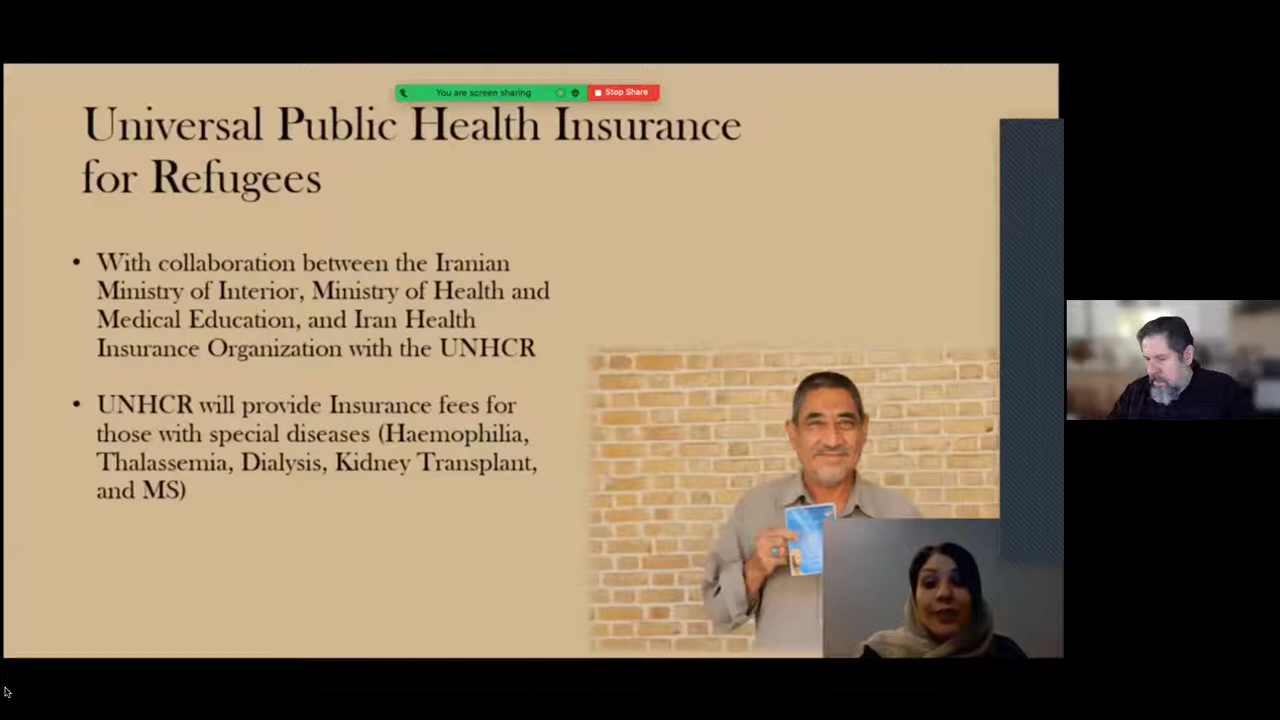 You are screen sharing
Stop Share
Universal Public Health Insurance
for Refugees
• With collaboration between the Iranian
Ministry of Interior, Ministry of Health and
Medical Education, and Iran Health
Insurance Organization with the UNHCR
• UNHCR will provide Insurance fees for
those with special diseases (Haemophilia,
Thalassemia, Dialysis, Kidney Transplant,
and MS)